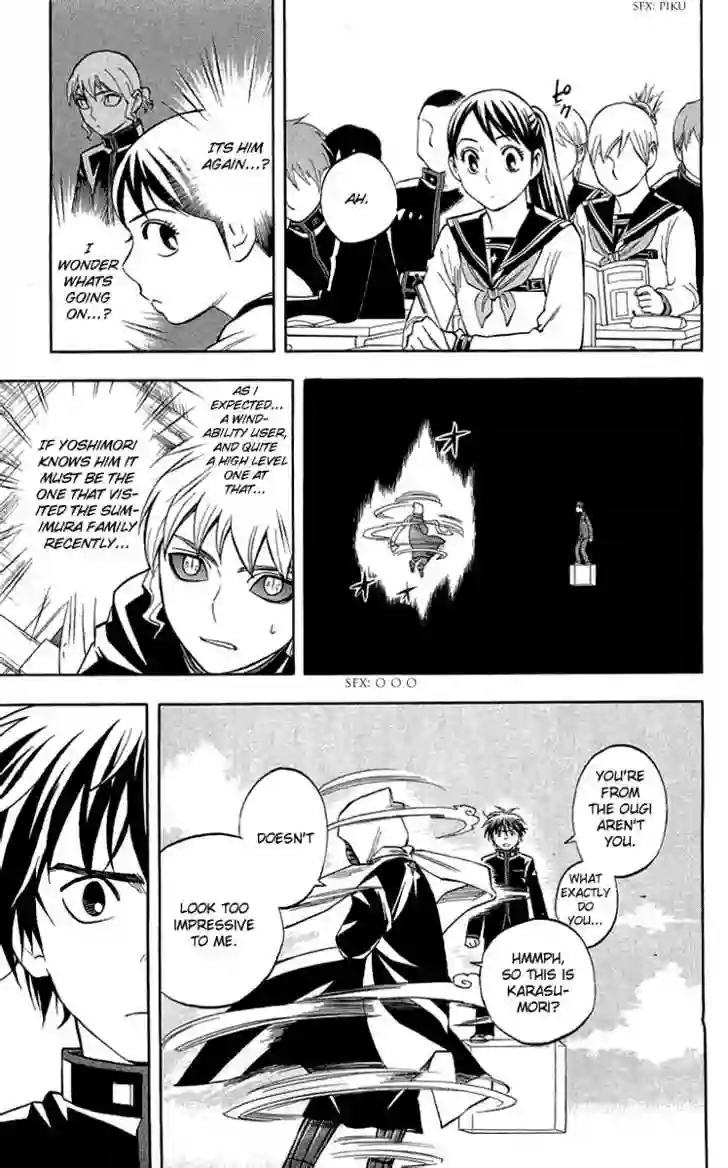 SFX: PIKU
AH.
ピク
ITS HIM
AGAIN...?
I
WONDER
WHATS
GOING
ON...?
AS I
EXPECTED...
A WIND-
ABILITY USER,
AND QUITE
A HIGH LEVEL
ONE AT
THAT...
IF YOSHIMORI
KNOWS HIM IT
MUST BE THE
ONE THAT VIS-
ITED THE SUM-
IMURA FAMILY
RECENTLY...
SFX: O O O
YOU'RE
FROM
THE OUGI
AREN'T
YOU.
WHAT
EXACTLY
DO
YOU...
HMMPH,
SO THIS IS
KARASU-
MORI?
DOESN'T
LOOK TOO
IMPRESSIVE
TO ME.